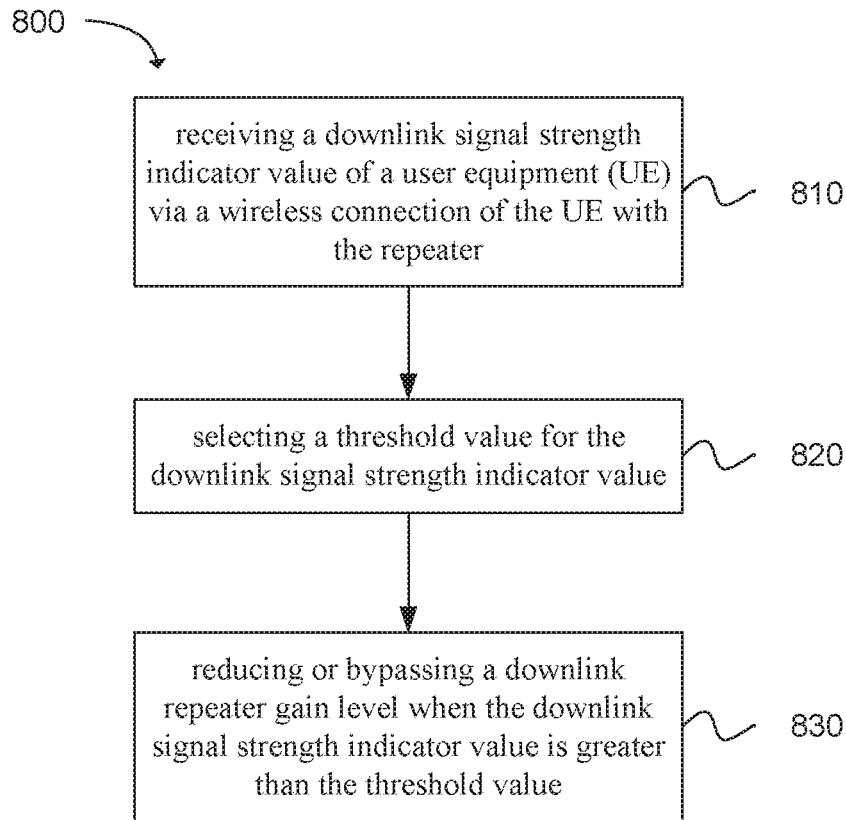 800
receiving a downlink signal strength
indicator value of a user equipment (UE)
via a wireless connection of the UE with
the repeater
810
selecting a threshold value for the
downlink signal strength indicator value
820
reducing or bypassing a downlink
repeater gain level when the downlink
signal strength indicator value is greater
than the threshold value
830